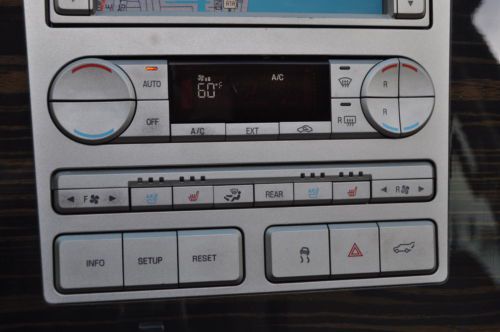 AUTO
60°F
A/C
R
OFF
A/C
EXT
R
R
F
REAR
R
INFO
SETUP
RESET